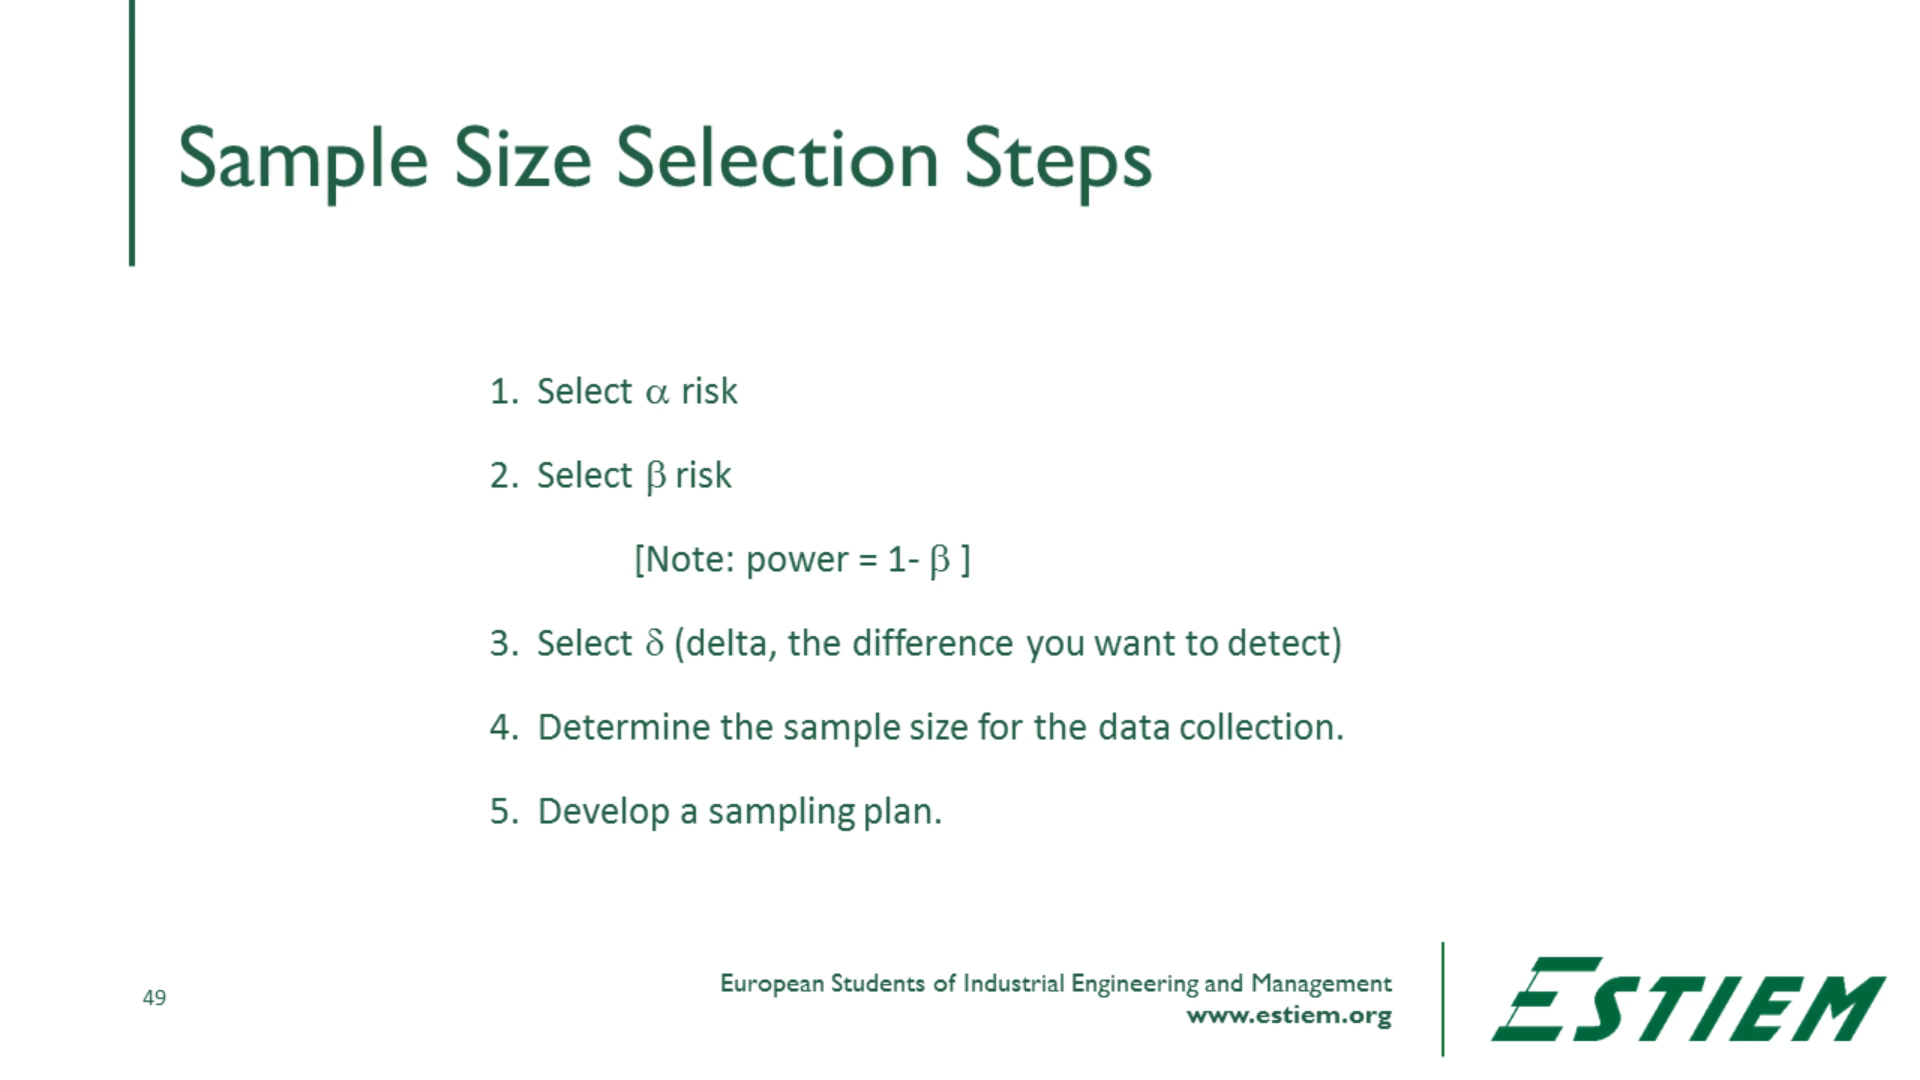 Sample Size Selection Steps
1. Select α risk
2. Select β risk
[Note: power = 1- β ]
3. Select δ (delta, the difference you want to detect)
4. Determine the sample size for the data collection.
5. Develop a sampling plan.
49
European Students of Industrial Engineering and Management
www.estiem.org
ESTIEM